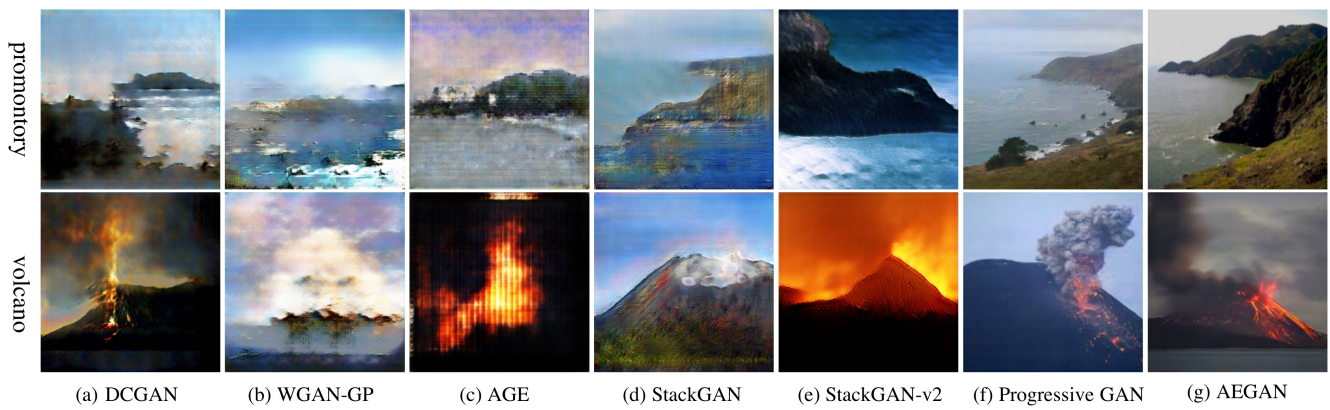 promontory
volcano
(a) DCGAN (b) WGAN-GP (c) AGE (d) StackGAN (e) StackGAN-v2 (f) Progressive GAN (g) AEGAN